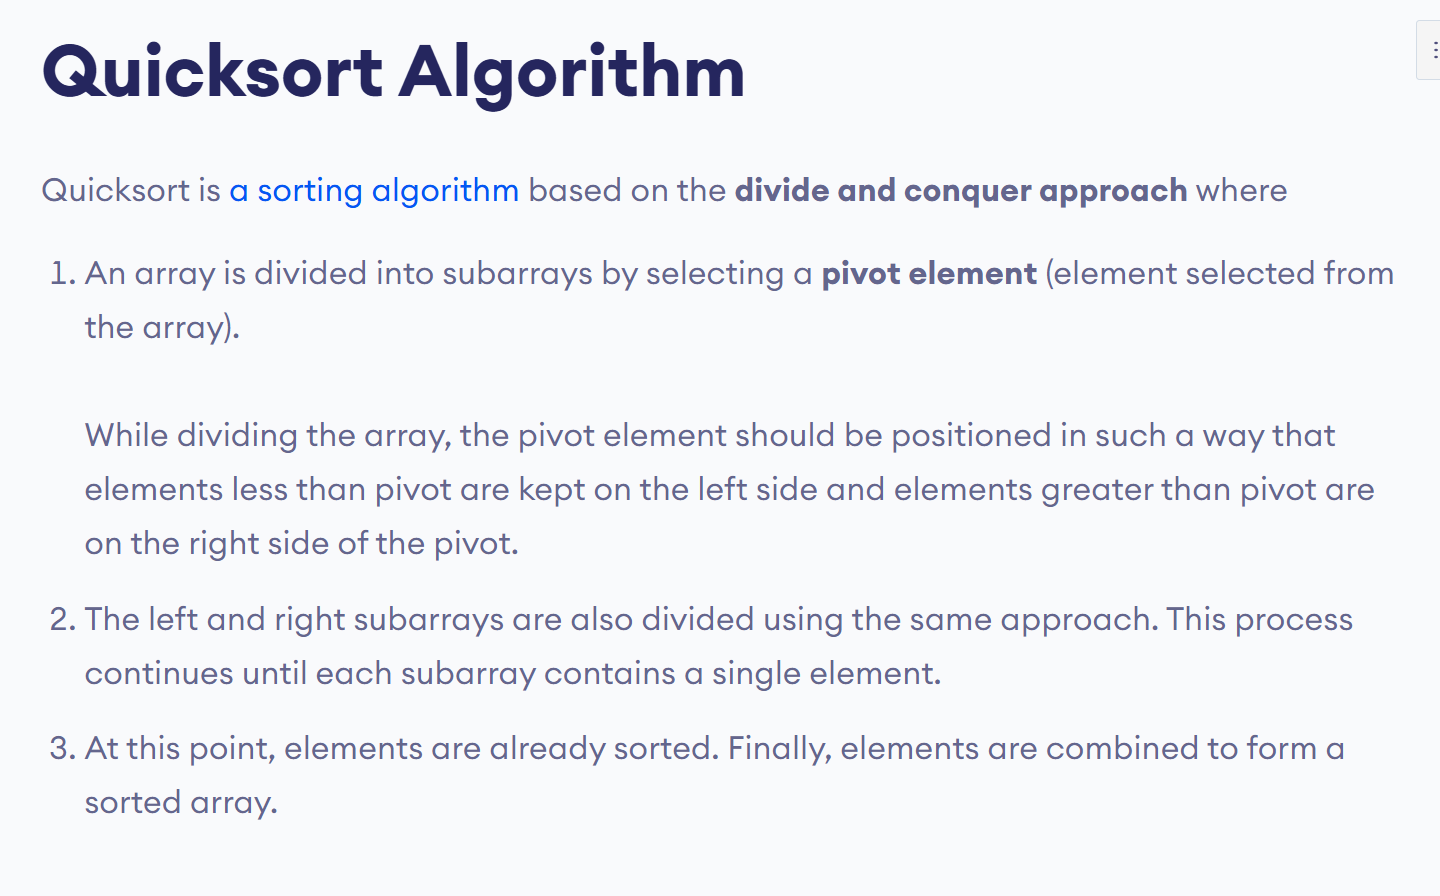 Quicksort Algorithm
Quicksort is a sorting algorithm based on the divide and conquer approach where
1. An array is divided into subarrays by selecting a pivot element (element selected from
the array).
While dividing the array, the pivot element should be positioned in such a way that
elements less than pivot are kept on the left side and elements greater than pivot are
on the right side of the pivot.
2. The left and right subarrays are also divided using the same approach. This process
continues until each subarray contains a single element.
3. At this point, elements are already sorted. Finally, elements are combined to form a
sorted array.